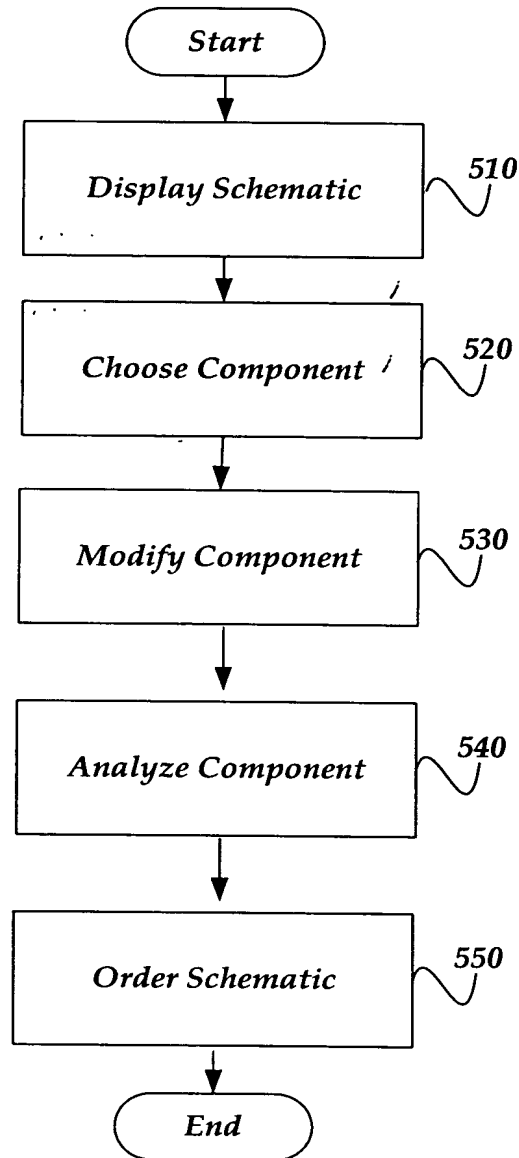 Start
Display Schematic
510
Choose Component
520
Modify Component
530
Analyze Component
540
Order Schematic
550
End